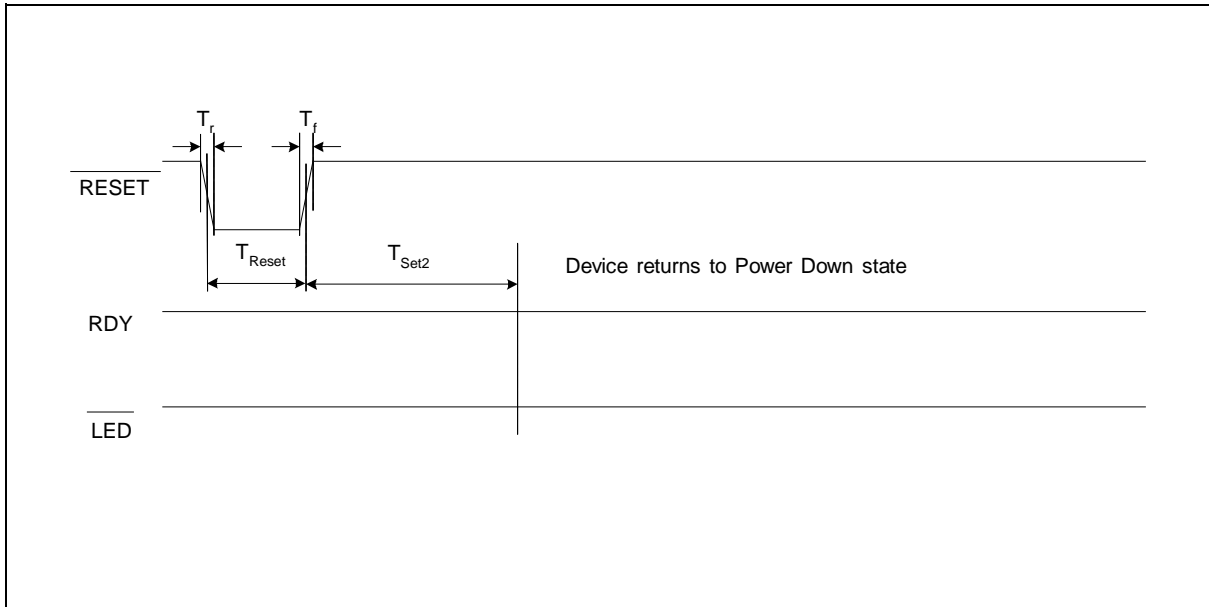 Tr Tf
RESET
TReset TSet2 Device returns to Power Down state
RDY
LED